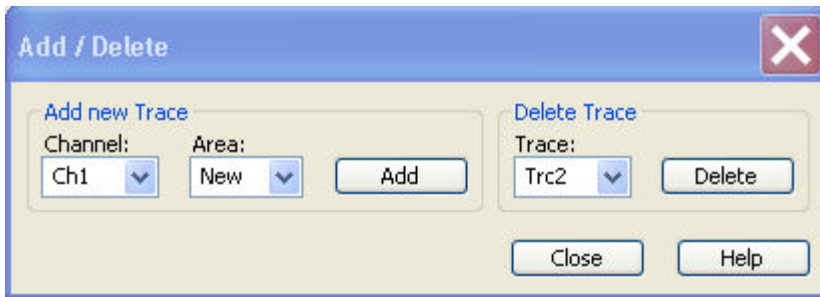 Add / Delete
Add new Trace Delete Trace
Channel: Area: Trace:
Ch1 New Add Trc2 Delete
Close Help